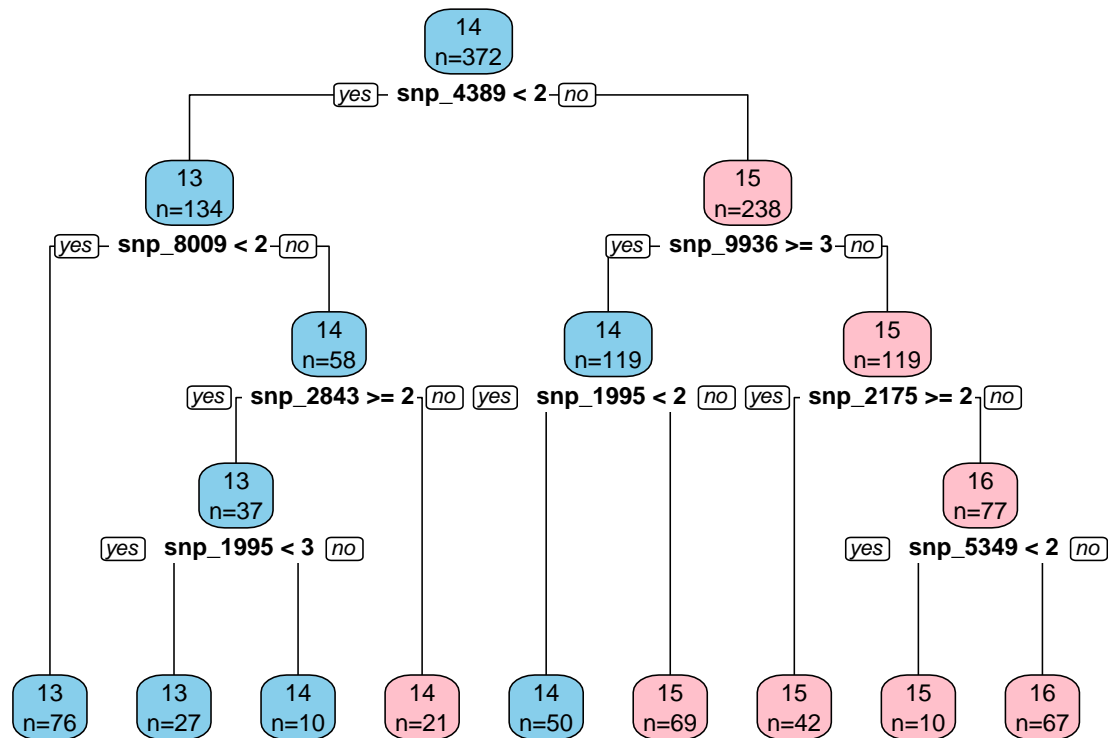 14
n=372
yes snp_4389 < 2 no
13
n=134
15
n=238
yes snp_8009 < 2 no
yes snp_9936 >= 3 no
14
n=58
14
n=119
15
n=119
yes snp_2843 >= 2 no
yes snp_1995 < 2 no
yes snp_2175 >= 2 no
13
n=37
16
n=77
yes snp_1995 < 3 no
yes snp_5349 < 2 no
13
n=76
13
n=27
14
n=10
14
n=21
14
n=50
15
n=69
15
n=42
15
n=10
16
n=67